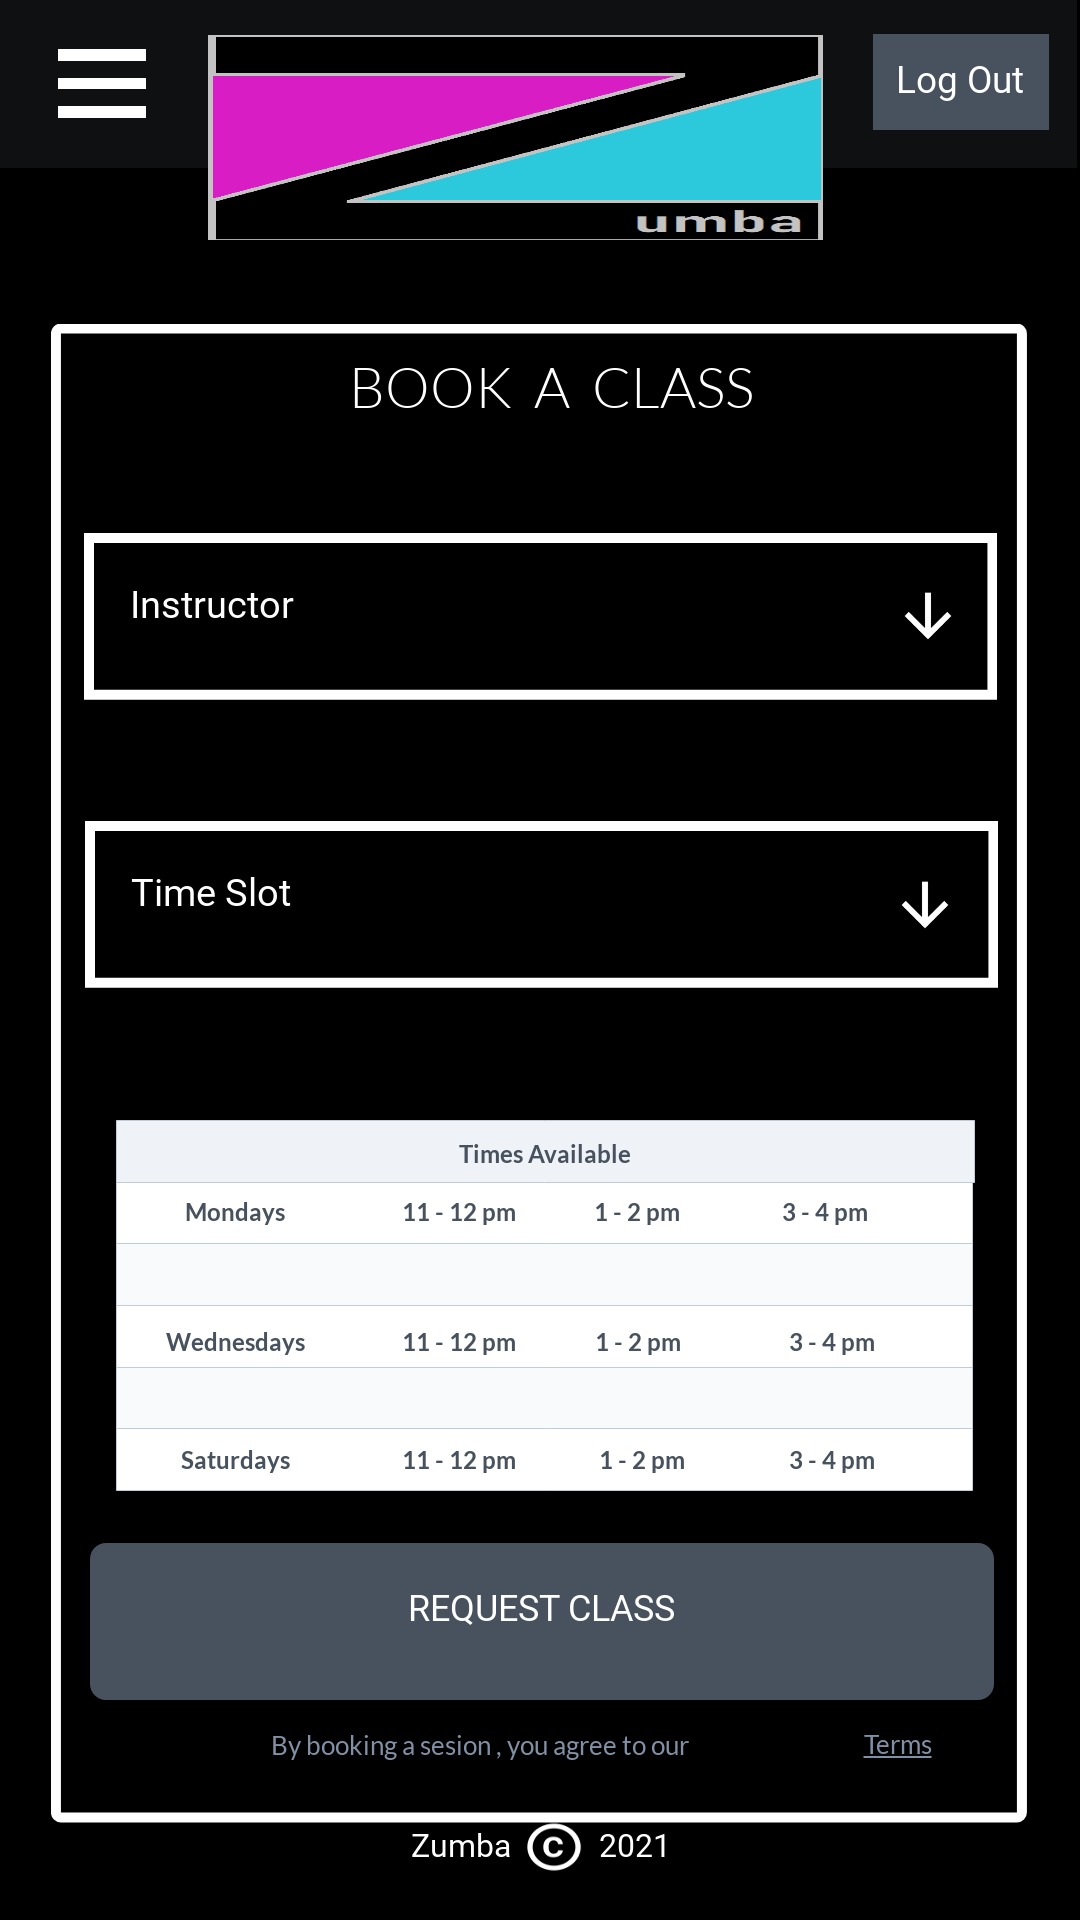 Log Out
umba
BOOK A CLASS
Instructor
Time Slot
Times Available
Mondays 11 - 12 pm 1 - 2 pm 3 - 4 pm
Wednesdays 11 - 12 pm 1 - 2 pm 3 - 4 pm
Saturdays 11 - 12 pm 1 - 2 pm 3 - 4 pm
REQUEST CLASS
By booking a sesion , you agree to our Terms
Zumba © 2021